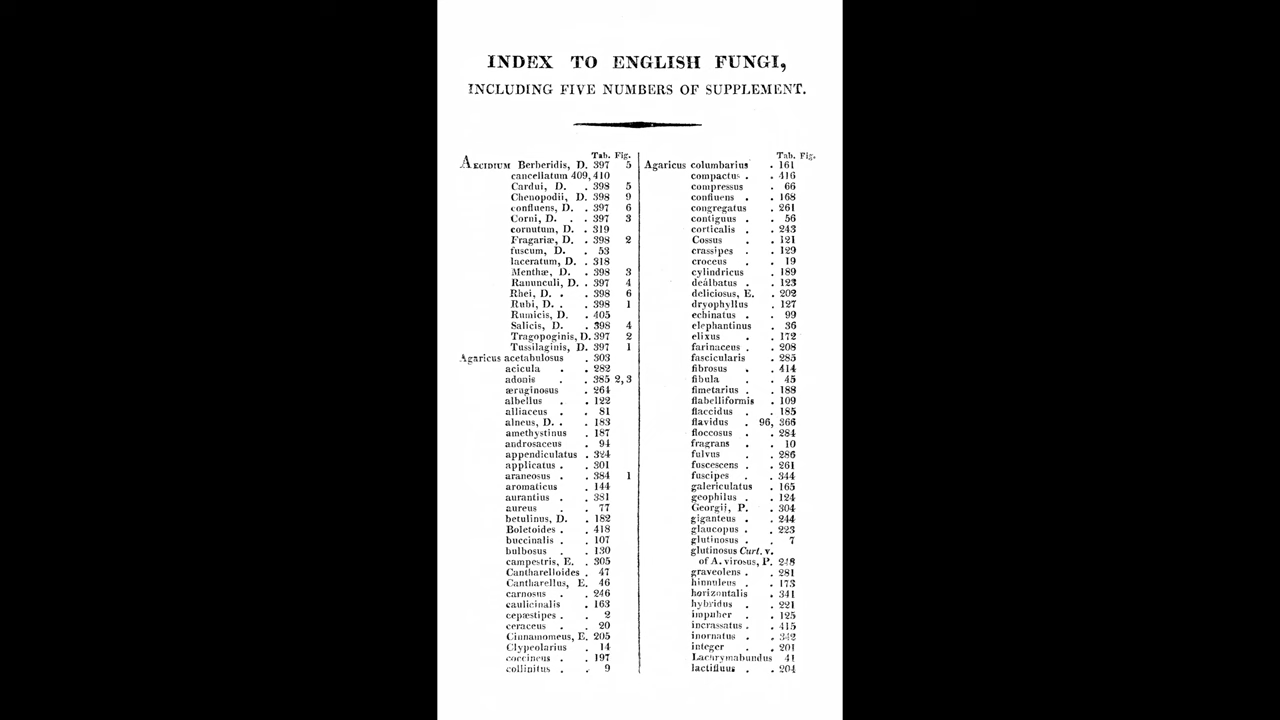 INDEX TO ENGLISH FUNGI,
INCLUDING FIVE NUMBERS OF SUPPLEMENT.
Tab. Fig.
AECIDIUM Berberidis, D. 397 5
cancellatum 409, 410
Cardui, D. . 398 5
Chenopodii, D. 398 9
confluens, D. . 397 6
Corni, D. . . 397 3
cornutum, D. . 319
Fragariæ, D. . 398 2
fuscum, D. . 53
laceratum, D. . 318
Menthæ, D. . 398 3
Ranunculi, D. . 397 4
Rhei, D. . . 398 6
Rubi, D. . . 398 1
Rumicis, D. . 405
Salicis, D. . 398 4
Tragopoginis, D. 397 2
Tussilaginis, D. 397 1
Agaricus acetabulosus . 303
acicula . . 282
adonis . . 385 2, 3
æruginosus . 264
albellus . . 122
alliaceus . . 81
alneus, D. . . 183
amethystinus . 187
androsaceus . 94
appendiculatus . 324
applicatus . . 301
araneosus . . 384 1
aromaticus . 144
aurantius . . 381
aureus . . 77
betulinus, D. . 182
Boletoides . . 418
buccinalis . . 107
bulbosus . . 130
campestris, E. . 305
Cantharelloides . 47
Cantharellus, E. 46
carnosus . . 246
caulicinalis . 163
cepæstipes . . 2
ceraceus . . 20
Cinnamomeus, E. 205
Clypeolarius . 14
coccineus . . 197
collinitus . . 9
Tab. Fig.
Agaricus columbarius . 161
compactus . . 416
compressus . 66
confluens . . 168
congregatus . 261
contiguus . . 56
corticalis . . 243
Cossus . . 121
crassipes . . 129
croceus . . 19
cylindricus . 189
deálbatus . . 123
deliciosus, E. . 202
dryophyllus . 127
echinatus . . 99
elephantinus . 36
elixus . . 172
farinaceus . . 208
fascicularis . 285
fibrosus . . 414
fibula . . 45
fimetarius . . 188
flabelliformis . 109
flaccidus . . 185
flavidus . 96, 366
floccosus . . 284
fragrans . . 10
fulvus . . 286
fuscescens . . 261
fuscipes . . 344
galericulatus . 165
geophilus . . 124
Georgii, P. . 304
giganteus . . 244
glaucopus . . 223
glutinosus . . 7
glutinosus Curt. v.
of A. virosus, P. 248
graveolens . . 281
hinnuleus . . 173
horizontalis . 341
hybridus . . 221
impuber . . 125
incrassatus . . 415
inornatus . . 342
integer . . 201
Lachrymabundus 41
lactifluus . . 204